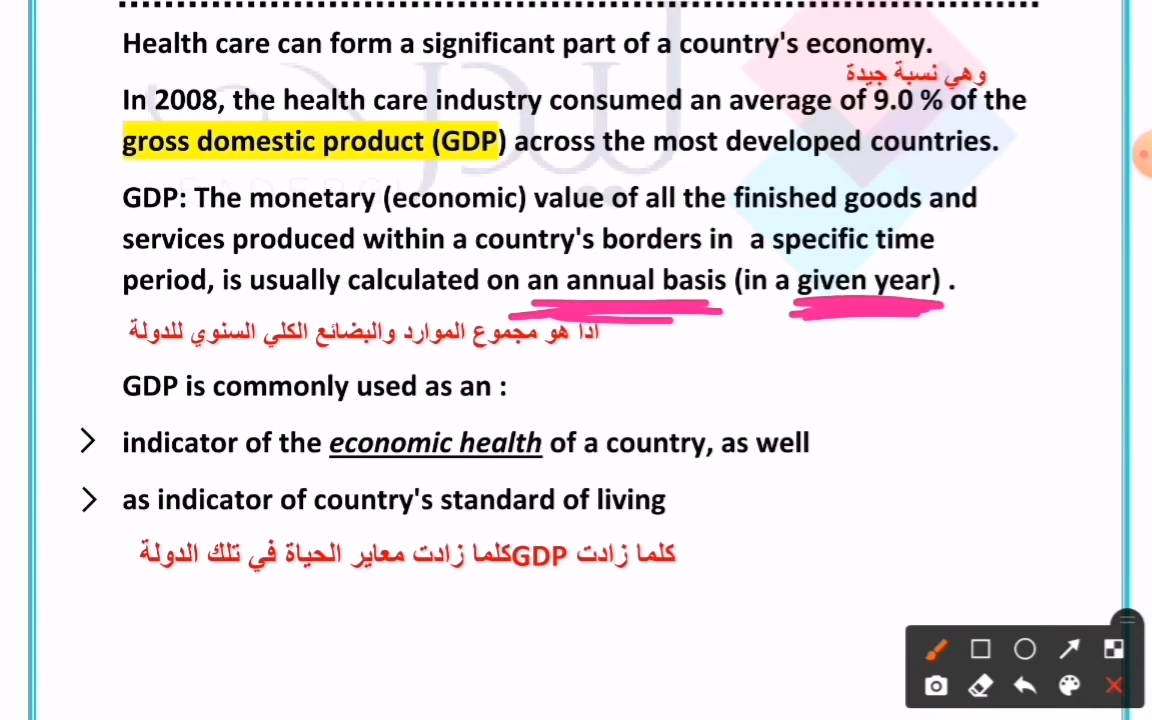 Health care can form a significant part of a country's economy.
وهي نسبة جيدة
In 2008, the health care industry consumed an average of 9.0 % of the
gross domestic product (GDP) across the most developed countries.
GDP: The monetary (economic) value of all the finished goods and
services produced within a country's borders in a specific time
period, is usually calculated on an annual basis (in a given year) .
اذا هو مجموع الموارد والبضائع الكلي السنوي للدولة
GDP is commonly used as an :
indicator of the economic health of a country, as well
as indicator of country's standard of living
كلما زادت GDPكلما زادت معاير الحياة في تلك الدولة